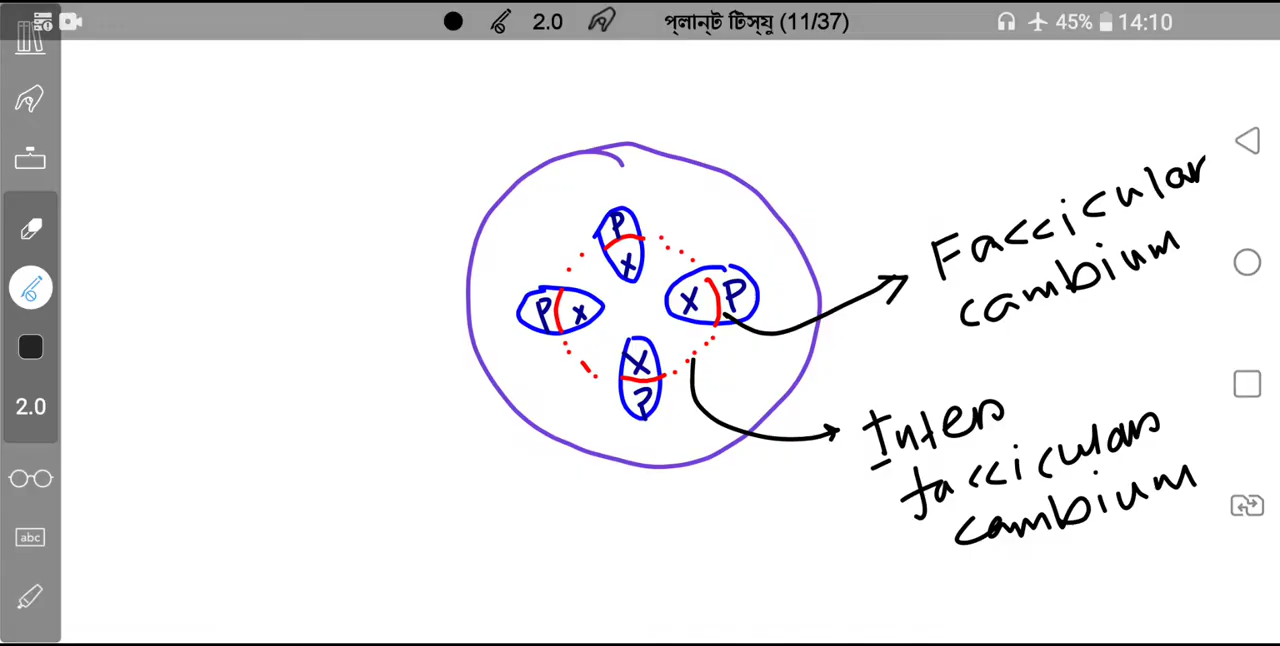 2.0 প্লান্ট টিস্যু (11/37) 45% 14:10
P
X
P X
X P
X
P
Faccicular
cambium
Inter
faccicular
cambium
2.0
abc